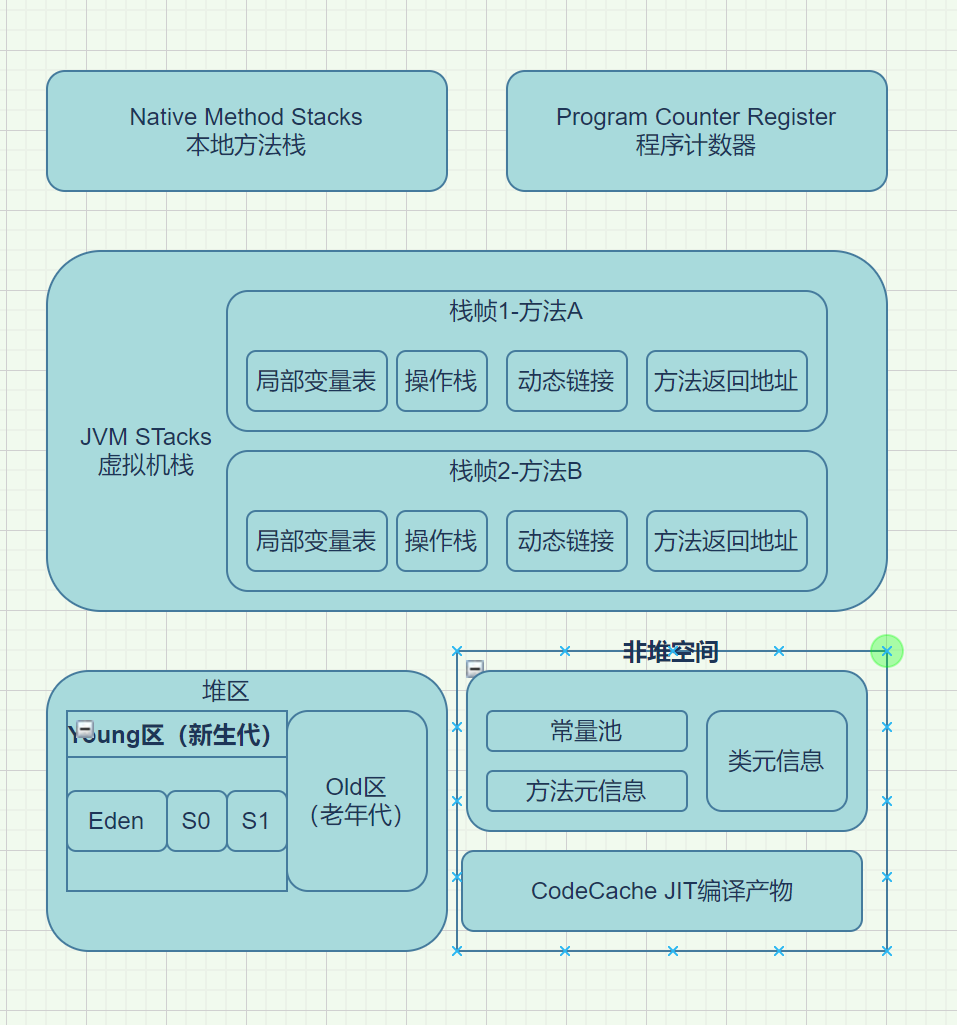 Native Method Stacks
本地方法栈
Program Counter Register
程序计数器
栈帧1-方法A
局部变量表
操作栈
动态链接
方法返回地址
JVM STacks
虚拟机栈
栈帧2-方法B
局部变量表
操作栈
动态链接
方法返回地址
堆区
Young区（新生代）
Eden
S0
S1
Old区
（老年代）
非堆空间
常量池
方法元信息
类元信息
CodeCache JIT编译产物